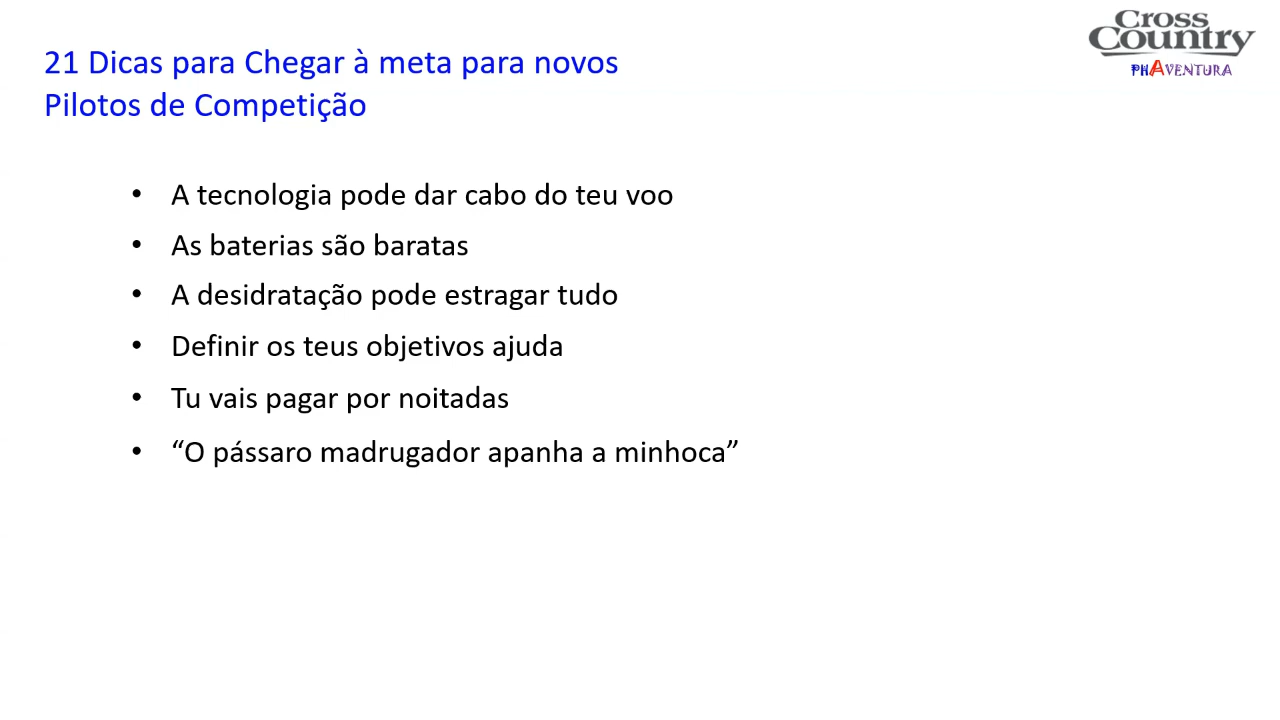 Cross
Country
PHAVENTURA
21 Dicas para Chegar à meta para novos
Pilotos de Competição
• A tecnologia pode dar cabo do teu voo
• As baterias são baratas
• A desidratação pode estragar tudo
• Definir os teus objetivos ajuda
• Tu vais pagar por noitadas
• “O pássaro madrugador apanha a minhoca”